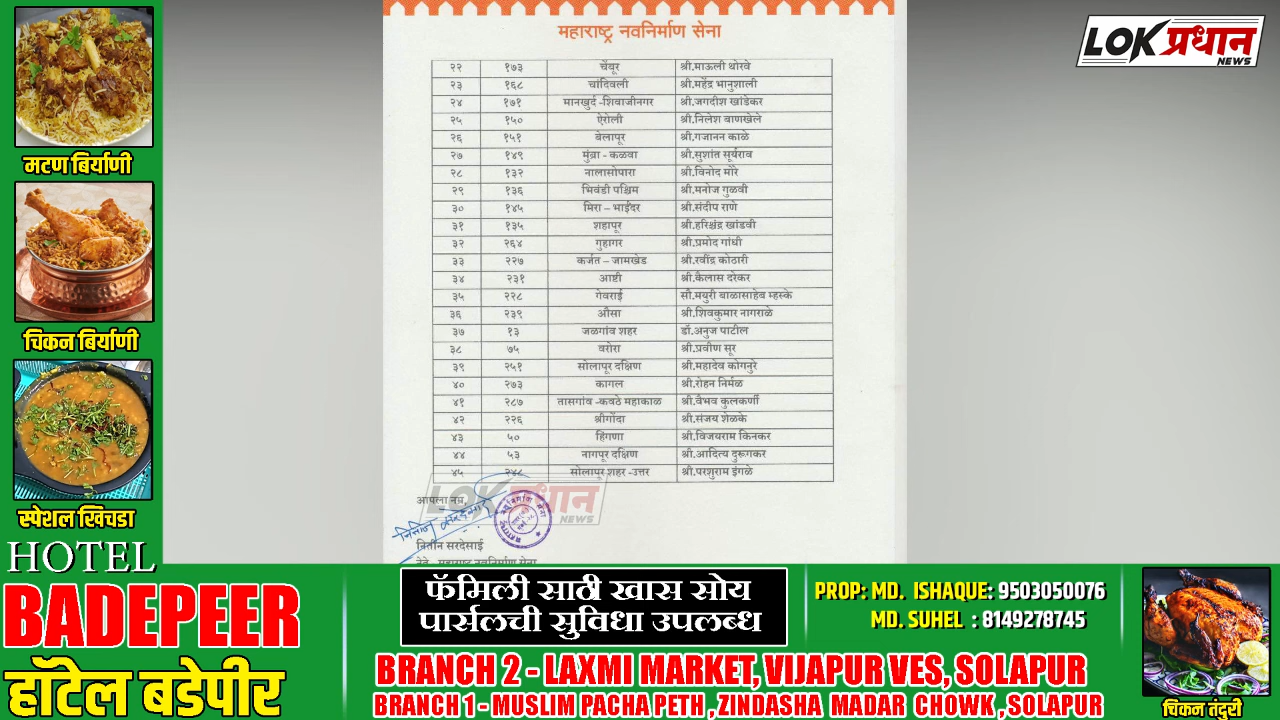 महाराष्ट्र नवनिर्माण सेना
LOK प्रधान
NEWS
२२ १७३ चेंबूर श्री.माऊली थोरवे
२३ १६८ चांदिवली श्री.महेंद्र भानुशाली
२४ १७१ मानखुर्द -शिवाजीनगर श्री.जगदीश खांडेकर
२५ १५० ऐरोली श्री.निलेश बाणखेले
२६ १५१ बेलापूर श्री.गजानन काळे
२७ १४९ मुंब्रा - कळवा श्री.सुशांत सूर्यराव
२८ १३२ नालासोपारा श्री.विनोद मोरे
२९ १३६ भिवंडी पश्चिम श्री.मनोज गुळवी
३० १४५ मिरा – भाईंदर श्री.संदीप राणे
३१ १३५ शहापूर श्री.हरिश्चंद्र खांडवी
३२ २६४ गुहागर श्री.प्रमोद गांधी
३३ २२७ कर्जत – जामखेड श्री.रवींद्र कोठारी
३४ २३१ आष्टी श्री.कैलास दरेकर
३५ २२८ गेवराई सौ.मयुरी बाळासाहेब म्हस्के
३६ २३९ औसा श्री.शिवकुमार नागराळे
३७ १३ जळगांव शहर डॉ.अनुज पाटील
३८ ७५ वरोरा श्री.प्रवीण सूर
३९ २५१ सोलापूर दक्षिण श्री.महादेव कोगनुरे
४० २७३ कागल श्री.रोहन निर्मळ
४१ २८७ तासगांव -कवठे महाकाळ श्री.वैभव कुलकर्णी
४२ २२६ श्रीगोंदा श्री.संजय शेळके
४३ ५० हिंगणा श्री.विजयराम किनकर
४४ ५३ नागपूर दक्षिण श्री.आदित्य दुरूगकर
४५ २४८ सोलापूर शहर -उत्तर श्री.परशुराम इंगळे
आपला नम्र,
LOK प्रधान
NEWS
नितीन सरदेसाई
मटण बिर्याणी
चिकन बिर्याणी
स्पेशल खिचडा
HOTEL
BADEPEER
हॉटेल बडेपीर
फॅमिली साठी खास सोय
पार्सलची सुविधा उपलब्ध
PROP: MD. ISHAQUE: 9503050076
MD. SUHEL : 8149278745
BRANCH 2 - LAXMI MARKET, VIJAPUR VES, SOLAPUR
BRANCH 1 - MUSLIM PACHA PETH , ZINDASHA MADAR CHOWK , SOLAPUR
चिकन तंदुरी